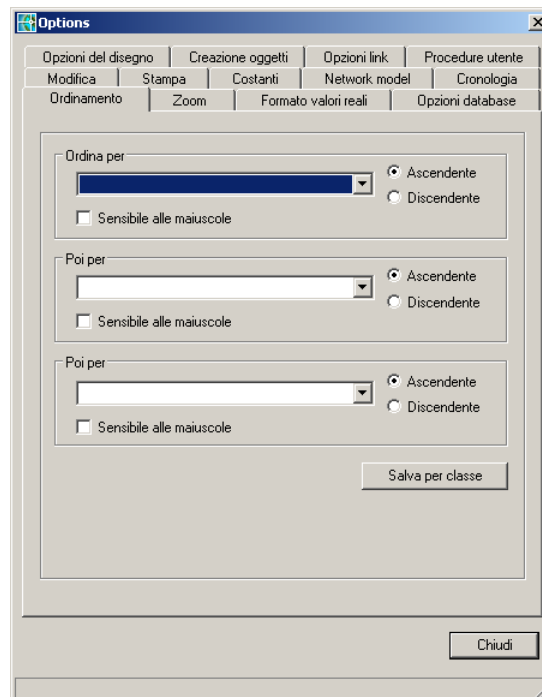 Options
Opzioni del disegno Creazione oggetti Opzioni link Procedure utente
Modifica Stampa Costanti Network model Cronologia
Ordinamento Zoom Formato valori reali Opzioni database
Ordina per
Ascendente
Discendente
Sensibile alle maiuscole
Poi per
Ascendente
Discendente
Sensibile alle maiuscole
Poi per
Ascendente
Discendente
Sensibile alle maiuscole
Salva per classe
Chiudi